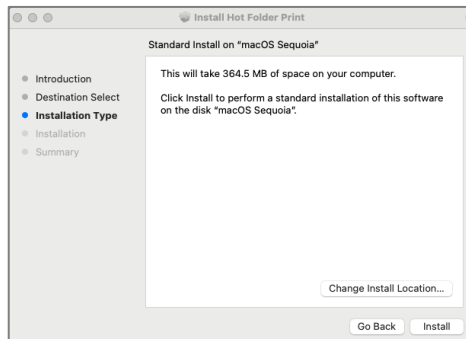 Install Hot Folder Print
Standard Install on “macOS Sequoia”
Introduction
Destination Select
Installation Type
Installation
Summary
This will take 364.5 MB of space on your computer.
Click Install to perform a standard installation of this software
on the disk “macOS Sequoia”.
Change Install Location...
Go Back
Install